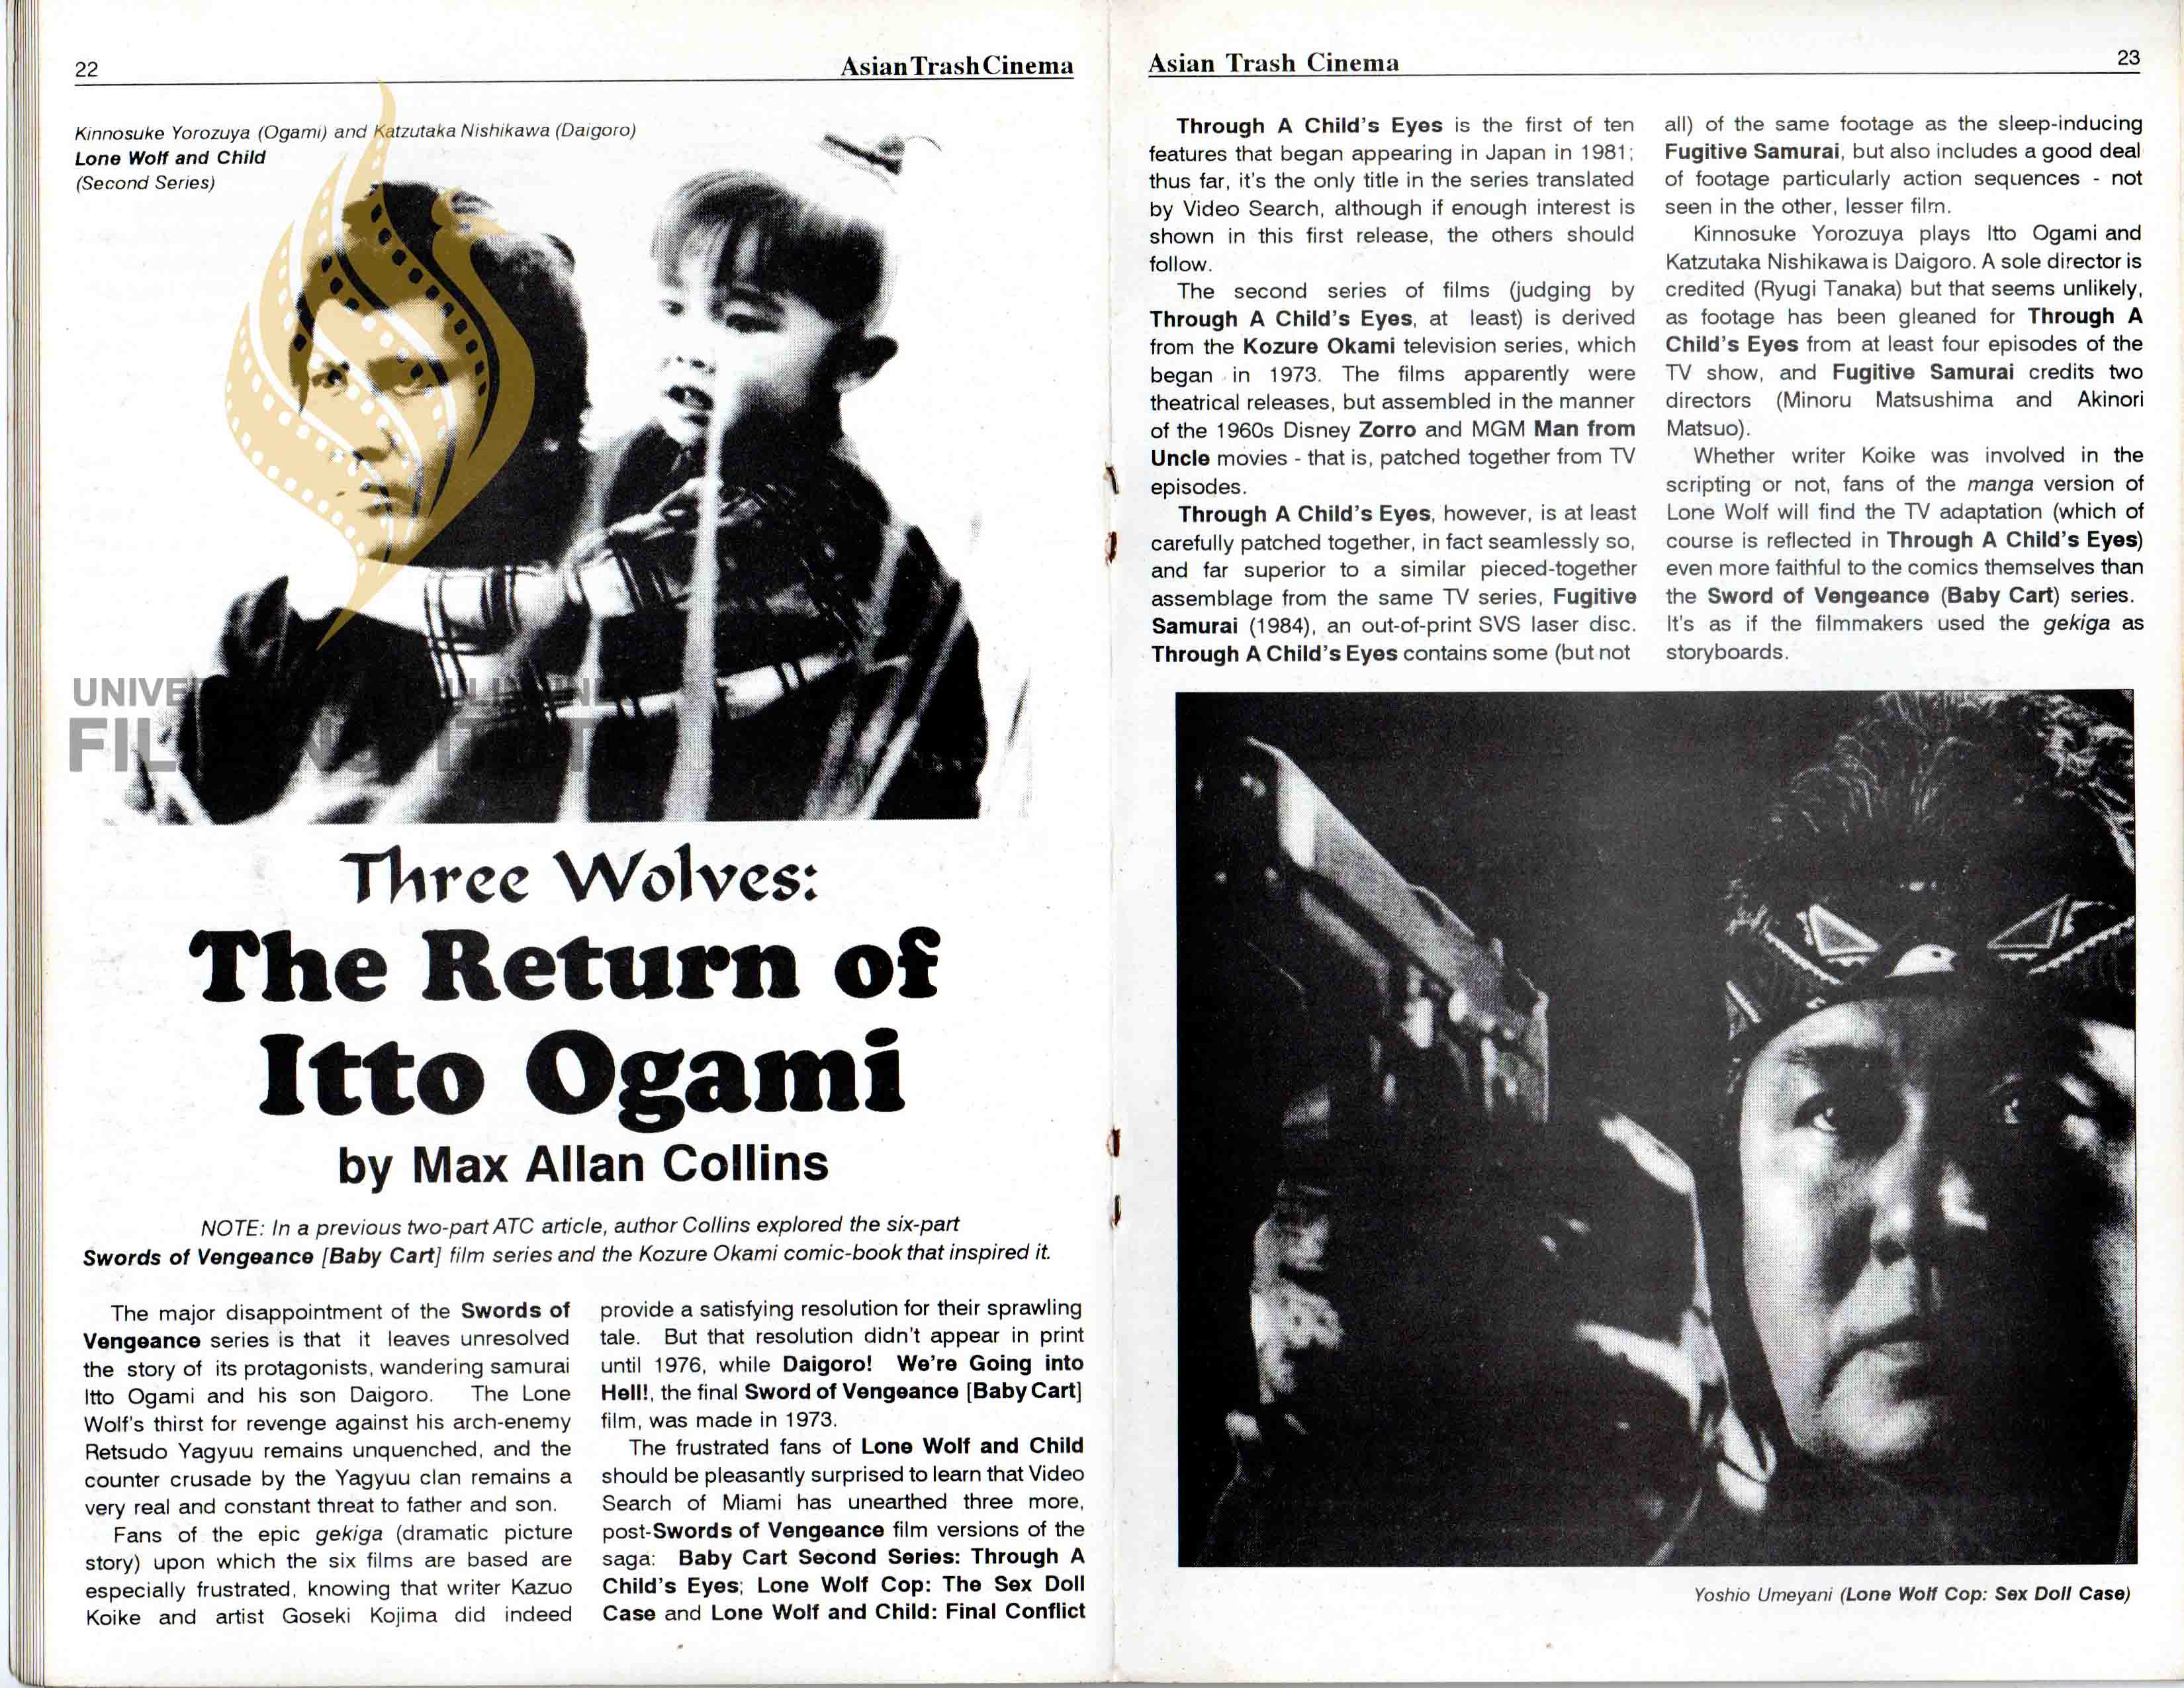 22
Asian Trash Cinema
Kinnosuke Yorozuya (Ogami) and Katzutaka Nishikawa (Daigoro)
Lone Wolf and Child
(Second Series)
Three Wolves:
The Return of
Itto Ogami
by Max Allan Collins
NOTE: In a previous two-part ATC article, author Collins explored the six-part
Swords of Vengeance [Baby Cart] film series and the Kozure Okami comic-book that inspired it.
The major disappointment of the Swords of
Vengeance series is that it leaves unresolved
the story of its protagonists, wandering samurai
Itto Ogami and his son Daigoro. The Lone
Wolf's thirst for revenge against his arch-enemy
Retsudo Yagyuu remains unquenched, and the
counter crusade by the Yagyuu clan remains a
very real and constant threat to father and son.
Fans of the epic gekiga (dramatic picture
story) upon which the six films are based are
especially frustrated, knowing that writer Kazuo
Koike and artist Goseki Kojima did indeed
provide a satisfying resolution for their sprawling
tale. But that resolution didn't appear in print
until 1976, while Daigoro! We're Going into
Hell!, the final Sword of Vengeance [Baby Cart]
film, was made in 1973.
The frustrated fans of Lone Wolf and Child
should be pleasantly surprised to learn that Video
Search of Miami has unearthed three more,
post-Swords of Vengeance film versions of the
saga: Baby Cart Second Series: Through A
Child's Eyes; Lone Wolf Cop: The Sex Doll
Case and Lone Wolf and Child: Final Conflict
Asian Trash Cinema
23
Through A Child's Eyes is the first of ten
features that began appearing in Japan in 1981;
thus far, it's the only title in the series translated
by Video Search, although if enough interest is
shown in this first release, the others should
follow.
The second series of films (judging by
Through A Child's Eyes, at least) is derived
from the Kozure Okami television series, which
began in 1973. The films apparently were
theatrical releases, but assembled in the manner
of the 1960s Disney Zorro and MGM Man from
Uncle movies - that is, patched together from TV
episodes.
Through A Child's Eyes, however, is at least
carefully patched together, in fact seamlessly so,
and far superior to a similar pieced-together
assemblage from the same TV series, Fugitive
Samurai (1984), an out-of-print SVS laser disc.
Through A Child's Eyes contains some (but not
all) of the same footage as the sleep-inducing
Fugitive Samurai, but also includes a good deal
of footage particularly action sequences - not
seen in the other, lesser film.
Kinnosuke Yorozuya plays Itto Ogami and
Katzutaka Nishikawa is Daigoro. A sole director is
credited (Ryugi Tanaka) but that seems unlikely,
as footage has been gleaned for Through A
Child's Eyes from at least four episodes of the
TV show, and Fugitive Samurai credits two
directors (Minoru Matsushima and Akinori
Matsuo).
Whether writer Koike was involved in the
scripting or not, fans of the manga version of
Lone Wolf will find the TV adaptation (which of
course is reflected in Through A Child's Eyes)
even more faithful to the comics themselves than
the Sword of Vengeance (Baby Cart) series.
It's as if the filmmakers used the gekiga as
storyboards.
Yoshio Umeyani (Lone Wolf Cop: Sex Doll Case)